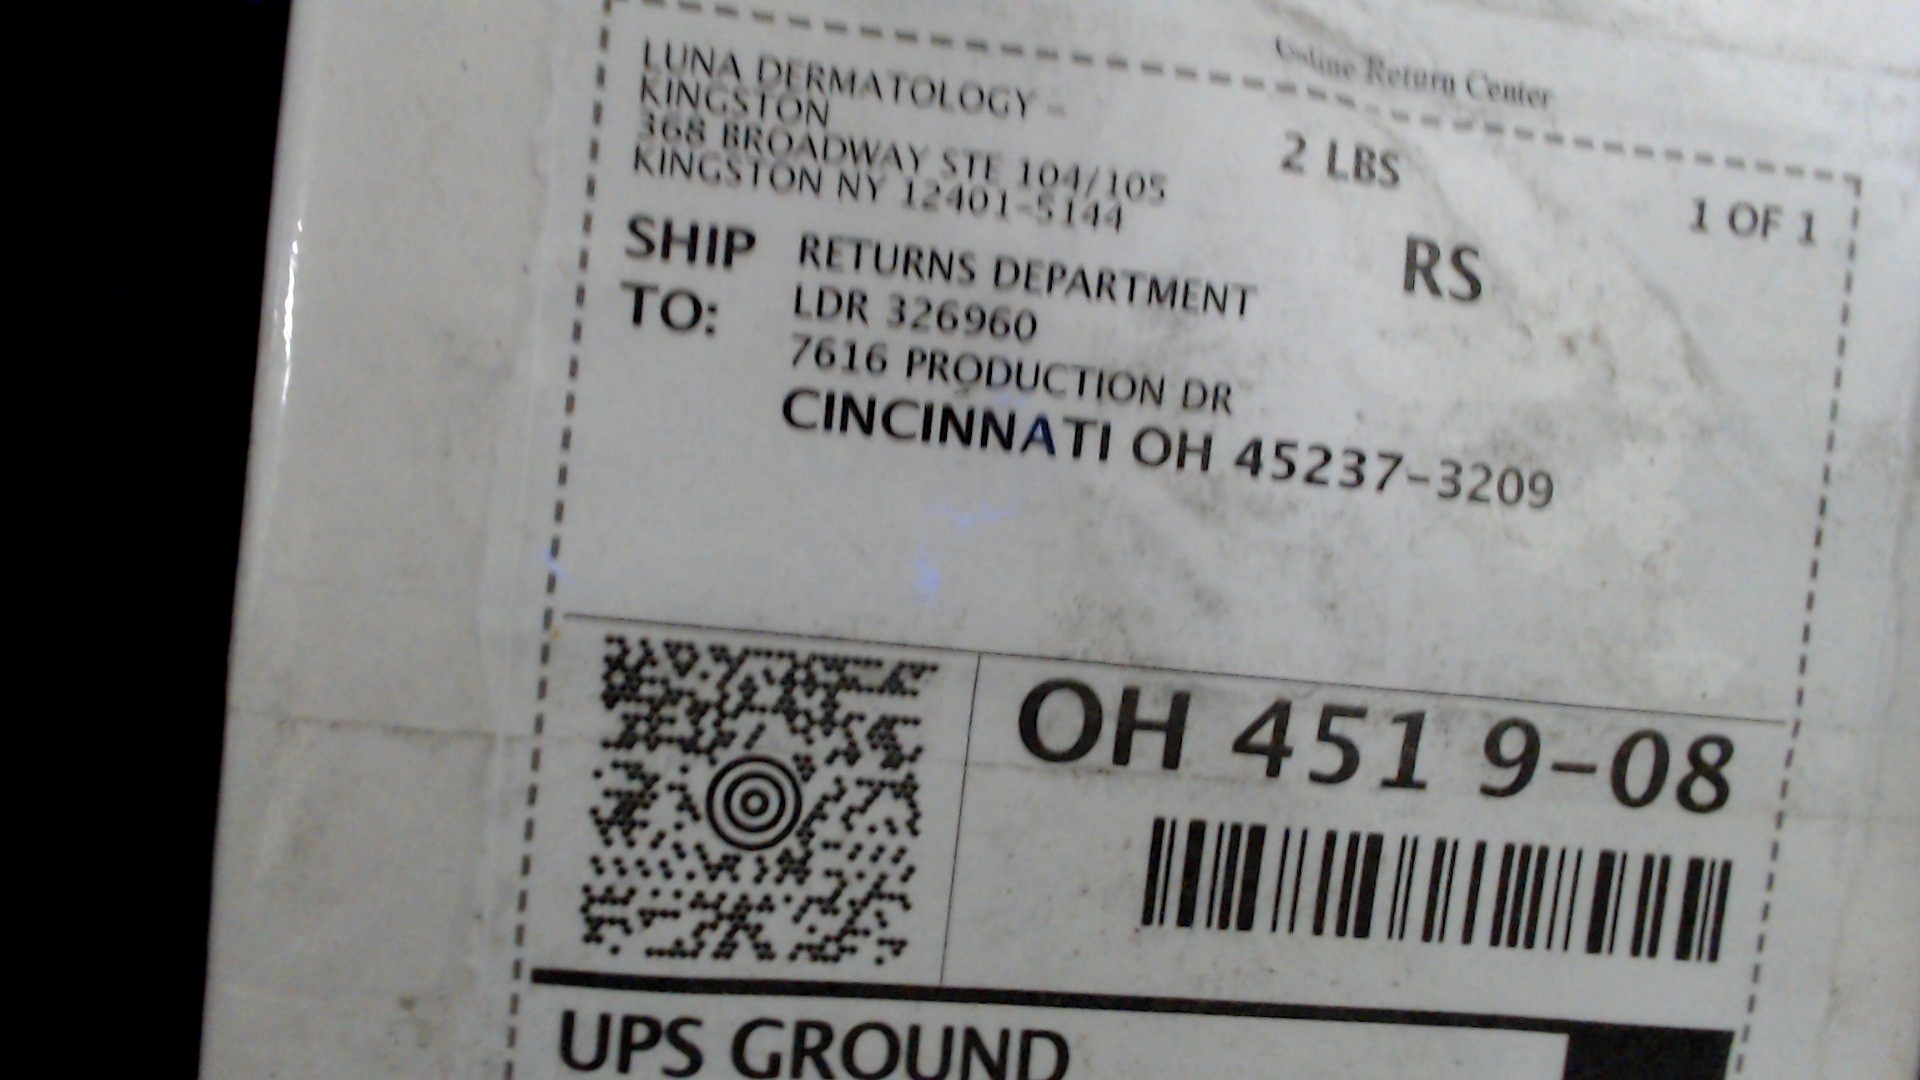 Online Return Center
LUNA DERMATOLOGY -
KINGSTON
368 BROADWAY STE 104/105
KINGSTON NY 12401-5144
2 LBS
1 OF 1
RS
SHIP TO:
RETURNS DEPARTMENT
LDR 326960
7616 PRODUCTION DR
CINCINNATI OH 45237-3209
OH 451 9-08
UPS GROUND